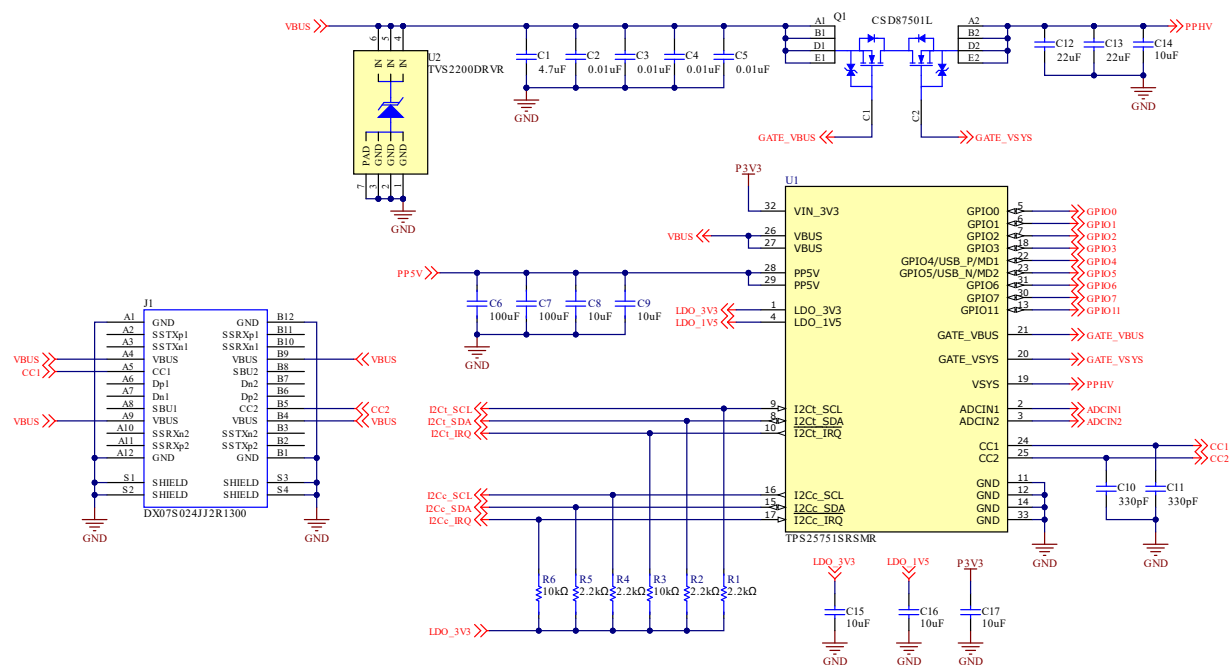 VBUS
6
5
4
IN
IN
IN
U2
TVS2200DRVR
PAD
GND
GND
GND
7
3
2
1
GND
C1
4.7uF
C2
0.01uF
C3
0.01uF
C4
0.01uF
C5
0.01uF
GND
Q1
CSD87501L
A1
B1
D1
E1
A2
B2
D2
E2
C1
C2
GATE_VBUS
GATE_VSYS
PPHV
C12
22uF
C13
22uF
C14
10uF
GND
P3V3
U1
32 VIN_3V3
VBUS
26 VBUS
27 VBUS
PP5V
28 PP5V
29 PP5V
C6
100uF
C7
100uF
C8
10uF
C9
10uF
GND
LDO_3V3 1 LDO_3V3
LDO_1V5 4 LDO_1V5
I2Ct_SCL 9 I2Ct_SCL
I2Ct_SDA 8 I2Ct_SDA
I2Ct_IRQ 10 I2Ct_IRQ
I2Cc_SCL 16 I2Cc_SCL
I2Cc_SDA 15 I2Cc_SDA
I2Cc_IRQ 17 I2Cc_IRQ
GPIO0 5 GPIO0
GPIO1 6 GPIO1
GPIO2 7 GPIO2
GPIO3 18 GPIO3
GPIO4/USB_P/MD1 22 GPIO4
GPIO5/USB_N/MD2 23 GPIO5
GPIO6 31 GPIO6
GPIO7 30 GPIO7
GPIO11 13 GPIO11
GATE_VBUS 21 GATE_VBUS
GATE_VSYS 20 GATE_VSYS
VSYS 19 PPHV
ADCIN1 2 ADCIN1
ADCIN2 3 ADCIN2
CC1 24 CC1
CC2 25 CC2
GND 11
GND 12
GND 14
GND 33
GND
TPS25751SRSMR
C10
330pF
C11
330pF
GND
J1
A1 GND GND B12
A2 SSTXp1 SSRXp1 B11
A3 SSTXn1 SSRXn1 B10
VBUS A4 VBUS VBUS B9 VBUS
CC1 A5 CC1 SBU2 B8
A6 Dp1 Dn2 B7
A7 Dn1 Dp2 B6
A8 SBU1 CC2 B5 CC2
VBUS A9 VBUS VBUS B4 VBUS
A10 SSRXn2 SSTXn2 B3
A11 SSRXp2 SSTXp2 B2
A12 GND GND B1
S1 SHIELD SHIELD S3
S2 SHIELD SHIELD S4
DX07S024JJ2R1300
GND
GND
R6
10kΩ
R5
2.2kΩ
R4
2.2kΩ
R3
10kΩ
R2
2.2kΩ
R1
2.2kΩ
LDO_3V3
LDO_3V3
C15
10uF
GND
LDO_1V5
C16
10uF
GND
P3V3
C17
10uF
GND